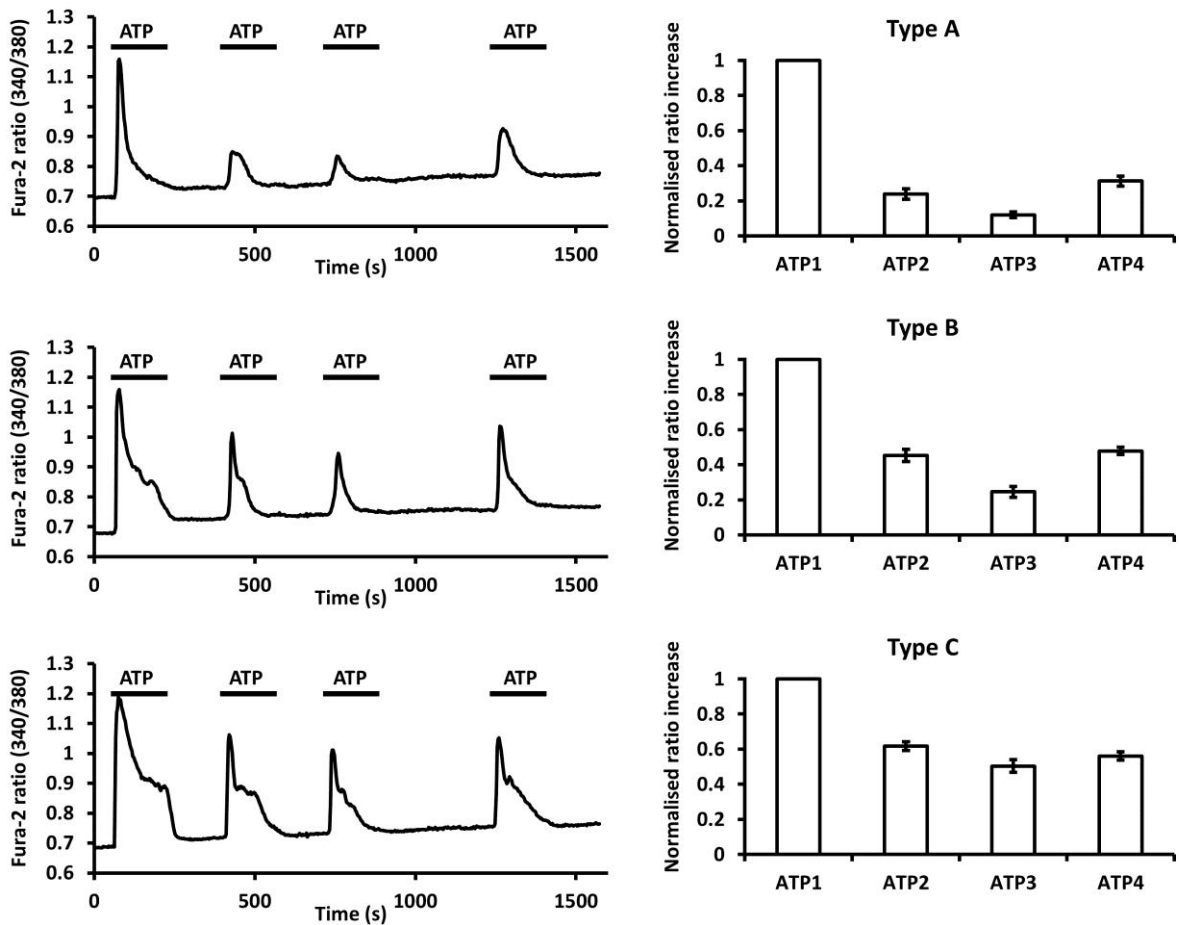 ATP ATP ATP ATP
Fura-2 ratio (340/380)
1.3
1.2
1.1
1
0.9
0.8
0.7
0.6
0 500 1000 1500
Time (s)
Type A
Normalised ratio increase
1
0.8
0.6
0.4
0.2
0
ATP1 ATP2 ATP3 ATP4
ATP ATP ATP ATP
Fura-2 ratio (340/380)
1.3
1.2
1.1
1
0.9
0.8
0.7
0.6
0 500 1000 1500
Time (s)
Type B
Normalised ratio increase
1
0.8
0.6
0.4
0.2
0
ATP1 ATP2 ATP3 ATP4
ATP ATP ATP ATP
Fura-2 ratio (340/380)
1.3
1.2
1.1
1
0.9
0.8
0.7
0.6
0 500 1000 1500
Time (s)
Type C
Normalised ratio increase
1
0.8
0.6
0.4
0.2
0
ATP1 ATP2 ATP3 ATP4